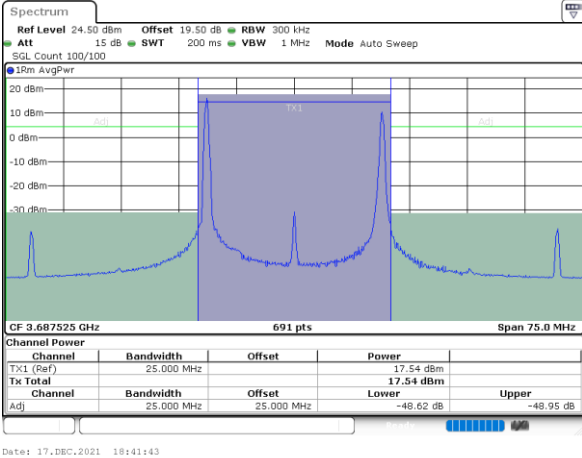 Spectrum
Ref Level 24.50 dBm Offset 19.50 dB RBW 300 kHz
Att 15 dB SWT 200 ms VBW 1 MHz Mode Auto Sweep
SGL Count 100/100
1Rm AvgPwr
20 dBm
TX1
10 dBm
Adj Adj
0 dBm
-10 dBm
-20 dBm
-30 dBm
CF 3.687525 GHz 691 pts Span 75.0 MHz
Channel Power
Channel Bandwidth Offset Power
TX1 (Ref) 25.000 MHz 17.54 dBm
Tx Total 17.54 dBm
Channel Bandwidth Offset Lower Upper
Adj 25.000 MHz 25.000 MHz -48.62 dB -48.95 dB
Ready
Date: 17.DEC.2021 18:41:43